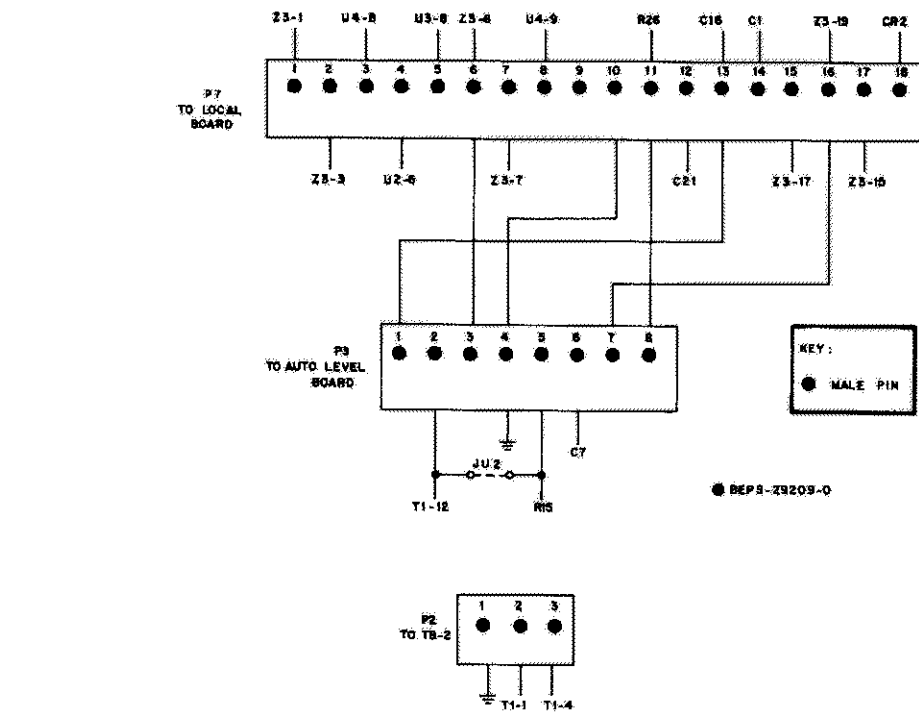 Z3-1 U4-8 U3-8 Z3-6 U4-9 R26 C16 C1 Z3-19 CR2
1 2 3 4 5 6 7 8 9 10 11 12 13 14 15 16 17 18
P7
TO LOCAL
BOARD
Z3-3 U2-6 Z3-7 C21 Z3-17 Z3-15
1 2 3 4 5 6 7 8
P3
TO AUTO LEVEL
BOARD
KEY:
MALE PIN
C7
JU2
T1-12 R15
BEPS-29209-O
1 2 3
P2
TO TB-2
T1-1 T1-4